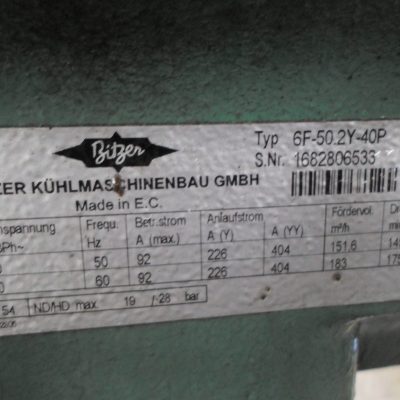 Bitzer
Typ 6F-50.2Y-40P
S.Nr. 1682806533
ZER KÜHLMASCHINENBAU GMBH
Made in E.C.
nspannung Frequ. Betr.strom Anlaufstrom Fördervol.
Ph~ Hz A (max.) A (Y) A (YY) m³/h
50 92 226 404 151.6
60 92 226 404 183
54 ND/HD max. 19 / 28 bar